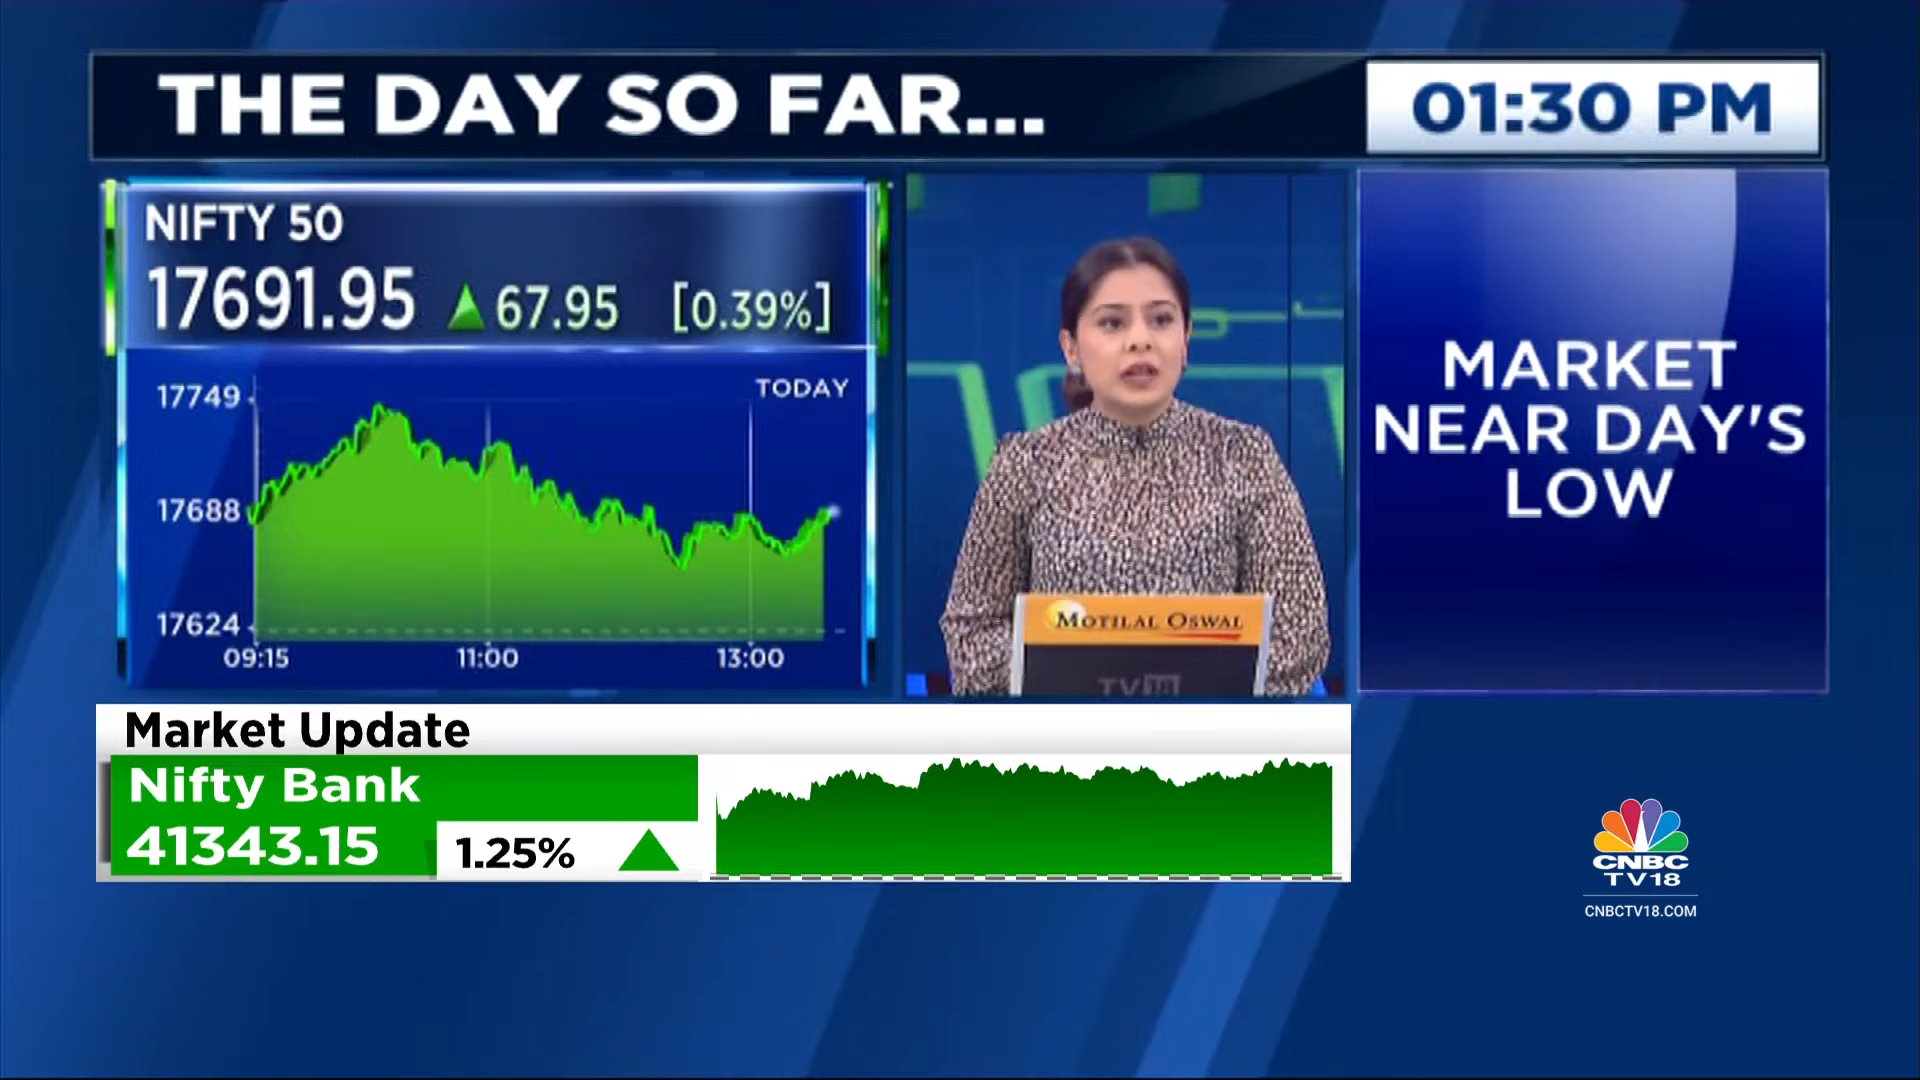 THE DAY SO FAR...
01:30 PM
NIFTY 50
17691.95 ▲ 67.95 [0.39%]
TODAY
17749
17688
17624
09:15 11:00 13:00
MOTILAL OSWAL
TV18
MARKET
NEAR DAY'S
LOW
Market Update
Nifty Bank
41343.15 1.25% ▲
CNBC
TV18
CNBCTV18.COM